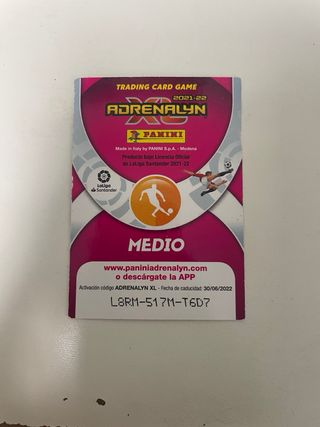 TRADING CARD GAME
2021-22
ADRENALYN
XL
PANINI
Made in Italy by PANINI S.p.A. - Modena
Producto bajo Licencia Oficial
de LaLiga Santander 2021-22
LaLiga
Santander
MEDIO
www.paniniadrenalyn.com
o descárgate la APP
Activación código ADRENALYN XL - Fecha de caducidad: 30/06/2022
L8RM-517M-T6D7